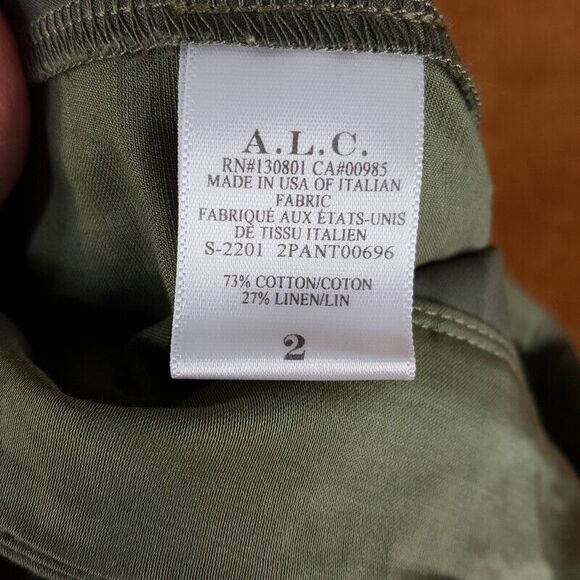 A.L.C.
RN#130801 CA#00985
MADE IN USA OF ITALIAN
FABRIC
FABRIQUÉ AUX ÉTATS-UNIS
DE TISSU ITALIEN
S-2201 2PANT00696
73% COTTON/COTON
27% LINEN/LIN
2